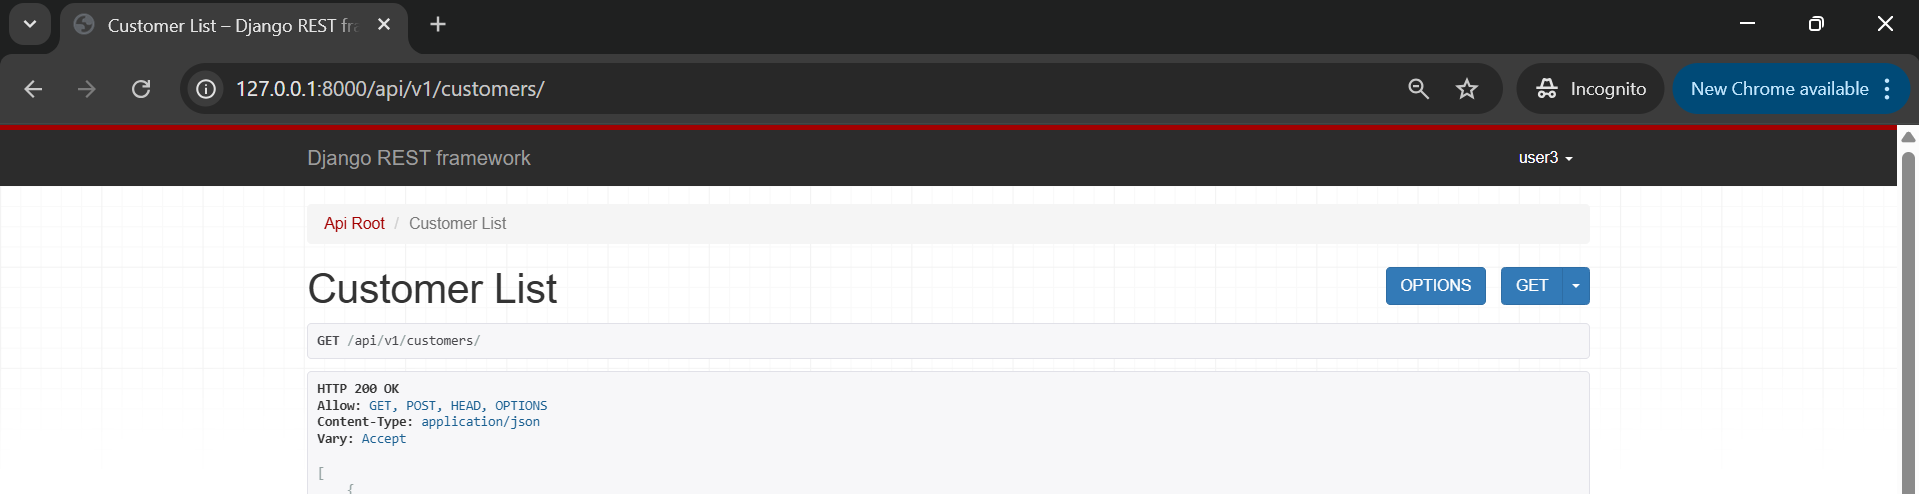 Customer List – Django REST fra
127.0.0.1:8000/api/v1/customers/
Incognito
New Chrome available
Django REST framework
user3
Api Root / Customer List
Customer List
OPTIONS
GET
GET /api/v1/customers/
HTTP 200 OK
Allow: GET, POST, HEAD, OPTIONS
Content-Type: application/json
Vary: Accept
[
{